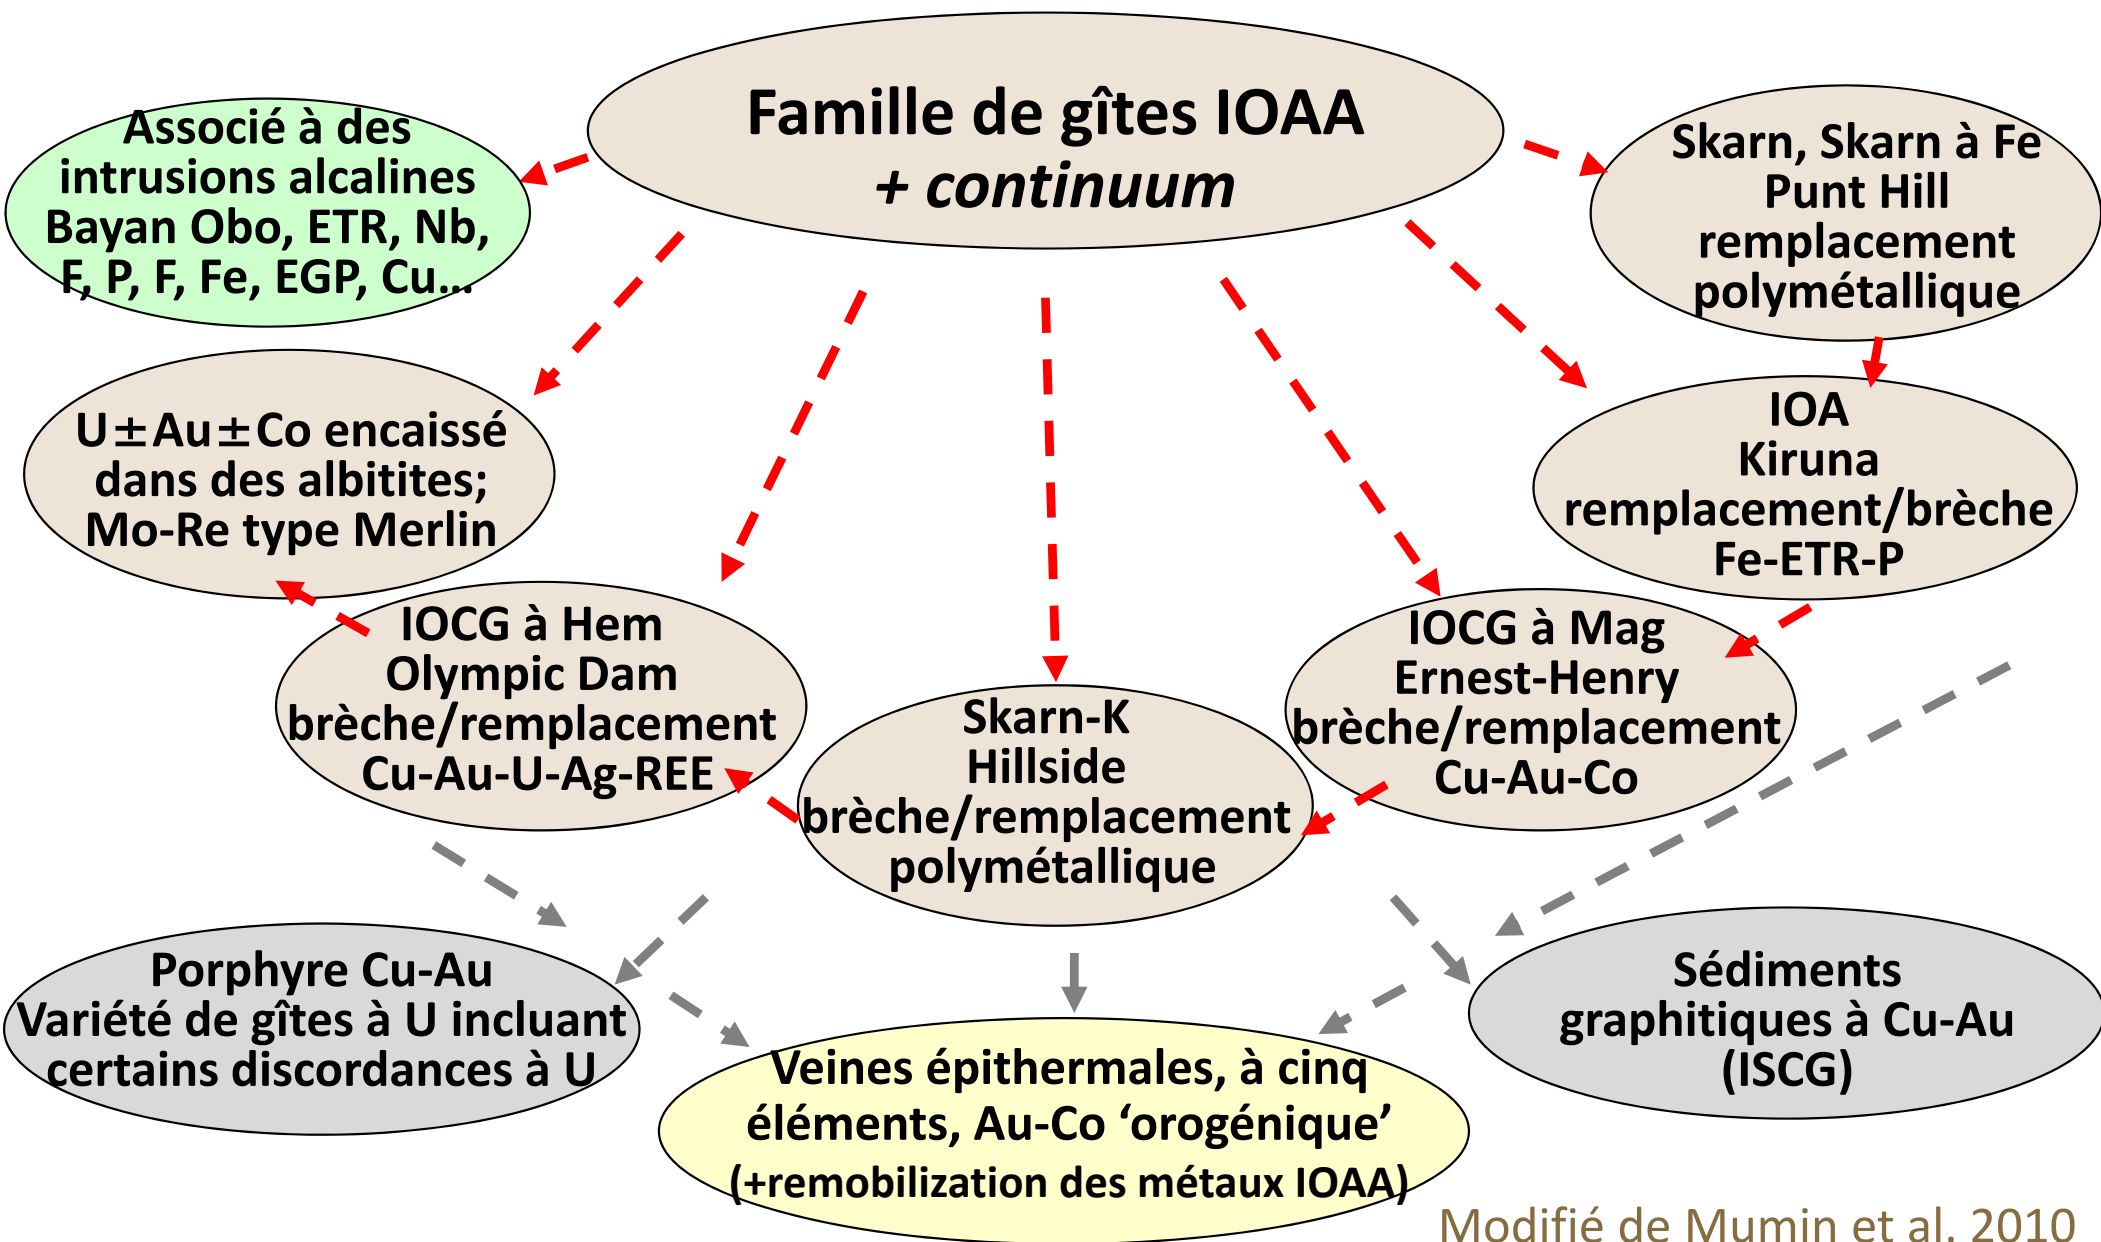 Famille de gîtes IOAA
+ continuum
Associé à des
intrusions alcalines
Bayan Obo, ETR, Nb,
F, P, F, Fe, EGP, Cu...
Skarn, Skarn à Fe
Punt Hill
remplacement
polymétallique
U±Au±Co encaissé
dans des albitites;
Mo-Re type Merlin
IOA
Kiruna
remplacement/brèche
Fe-ETR-P
IOCG à Hem
Olympic Dam
brèche/remplacement
Cu-Au-U-Ag-REE
Skarn-K
Hillside
brèche/remplacement
polymétallique
IOCG à Mag
Ernest-Henry
brèche/remplacement
Cu-Au-Co
Porphyre Cu-Au
Variété de gîtes à U incluant
certains discordances à U
Veines épithermales, à cinq
éléments, Au-Co ‘orogénique’
(+remobilization des métaux IOAA)
Sédiments
graphitiques à Cu-Au
(ISCG)
Modifié de Mumin et al. 2010